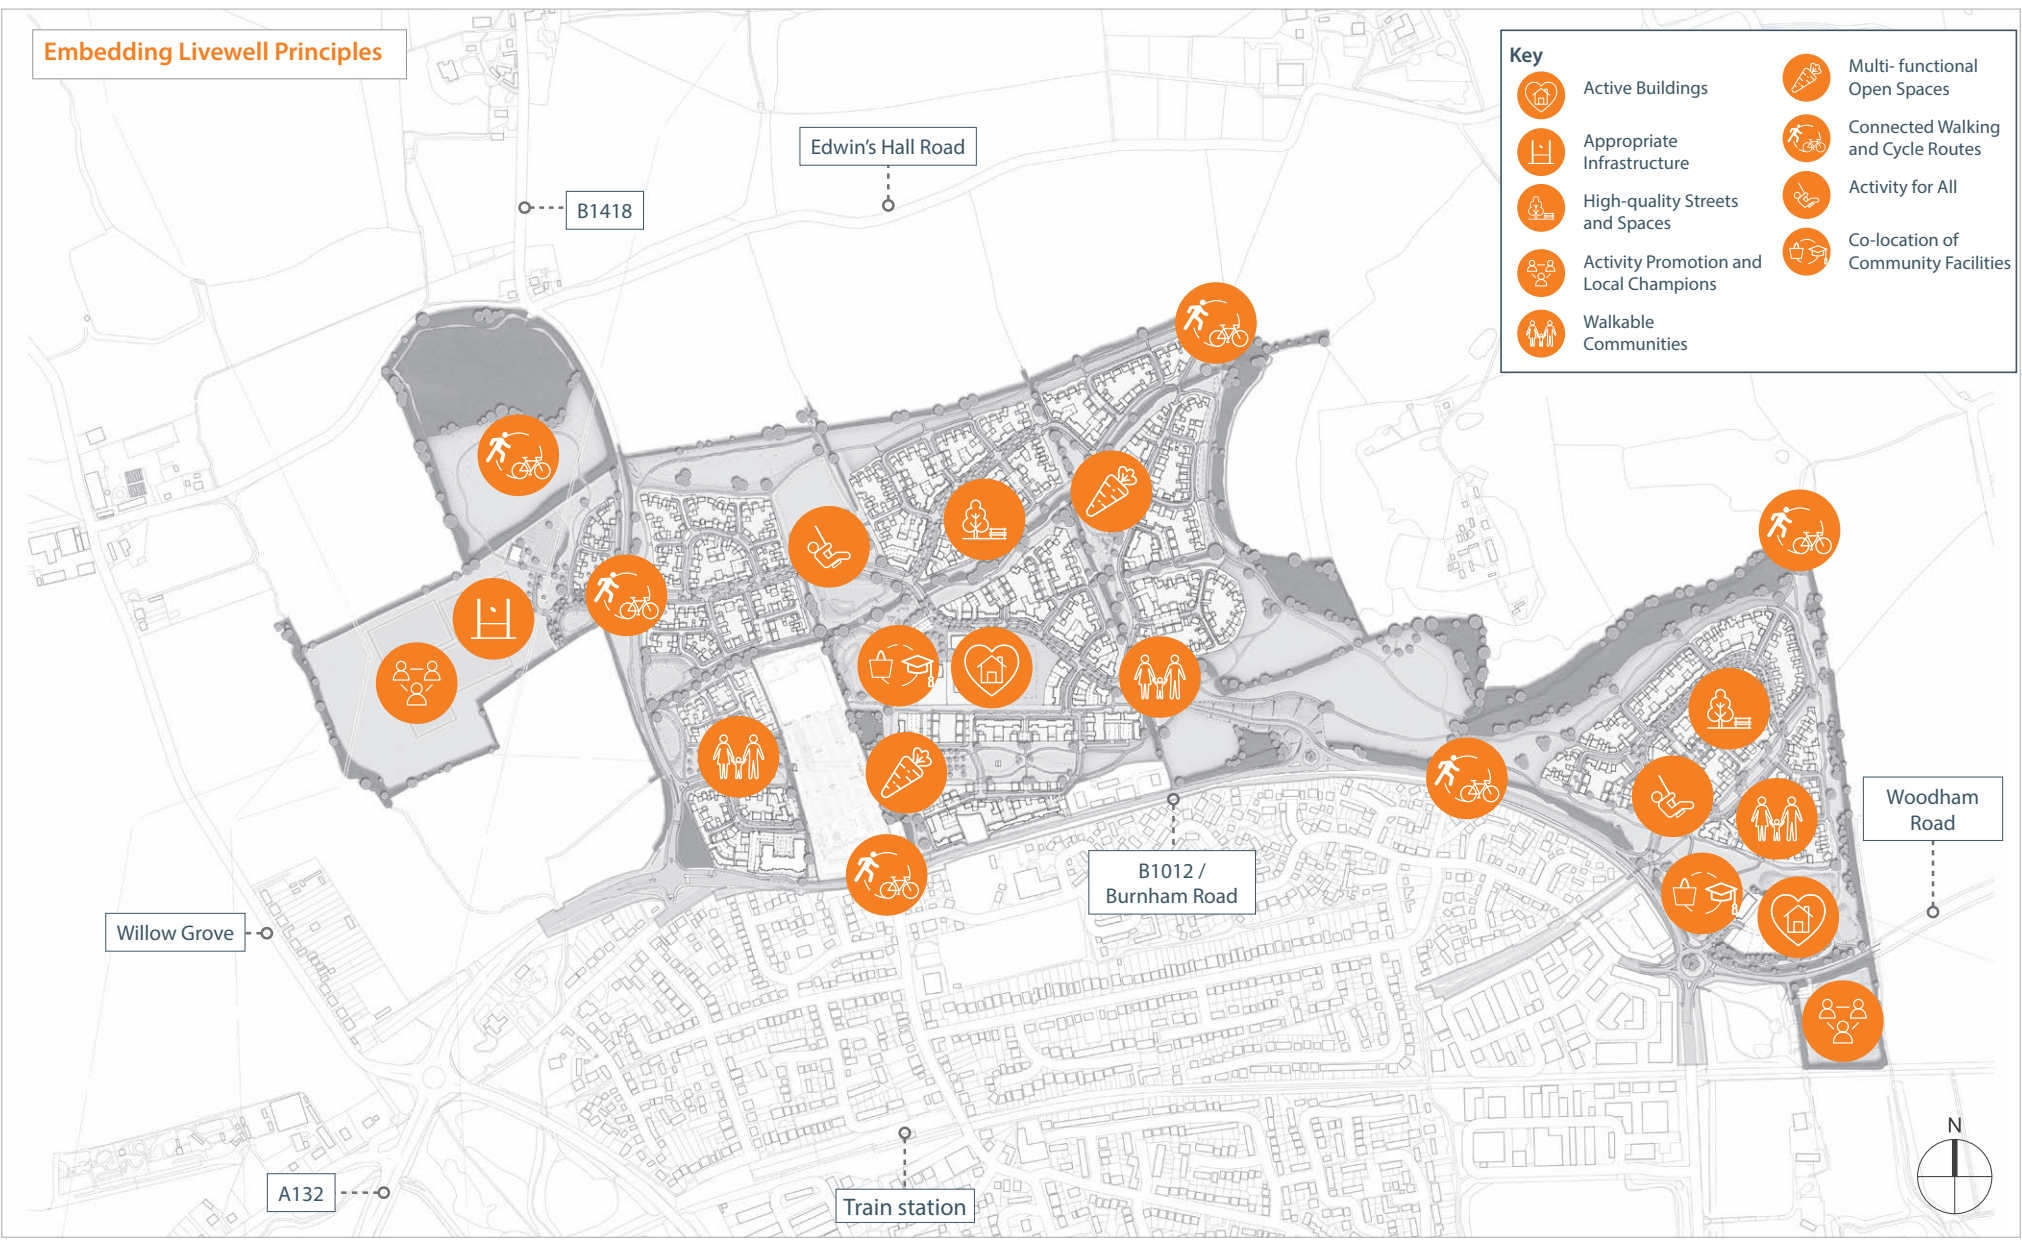 Embedding Livewell Principles
Key
Active Buildings
Appropriate
Infrastructure
High-quality Streets
and Spaces
Activity Promotion and
Local Champions
Walkable
Communities
Multi- functional
Open Spaces
Connected Walking
and Cycle Routes
Activity for All
Co-location of
Community Facilities
Edwin's Hall Road
B1418
Woodham
Road
B1012 /
Burnham Road
Willow Grove
A132
Train station
N